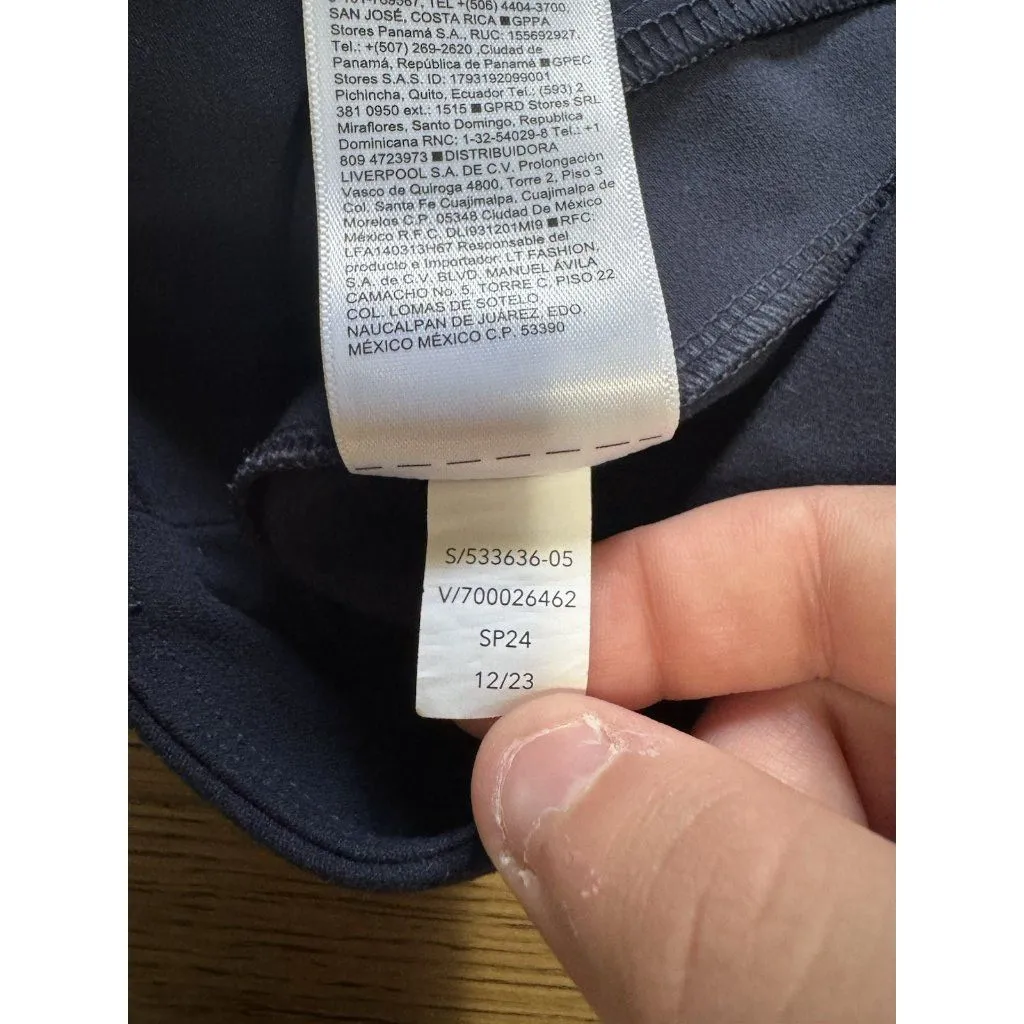 TEL +(506) 4404-3700.
SAN JOSÉ, COSTA RICA ■GPPA
Stores Panamá S.A., RUC: 155692927.
Tel.: +(507) 269-2620 ,Ciudad de
Panamá, República de Panamá ■GPEC
Stores S.A.S. ID: 1793192099001
Pichincha, Quito, Ecuador Tel.: (593) 2
381 0950 ext.: 1515 ■GPRD Stores SRL
Miraflores, Santo Domingo, Republica
Dominicana RNC: 1-32-54029-8 Tel.: +1
809 4723973 ■DISTRIBUIDORA
LIVERPOOL S.A. DE C.V. Prolongación
Vasco de Quiroga 4800, Torre 2, Piso 3
Col. Santa Fe Cuajimalpa, Cuajimalpa de
Morelos C.P. 05348 Ciudad De México
México R.F.C. DLI931201MI9 ■RFC:
LFA140313H67 Responsable del
producto e Importador: LT FASHION,
S.A. de C.V. BLVD. MANUEL ÁVILA
CAMACHO No. 5, TORRE C, PISO 22
COL. LOMAS DE SOTELO
NAUCALPAN DE JUÁREZ, EDO.
MÉXICO MÉXICO C.P. 53390
S/533636-05
V/700026462
SP24
12/23